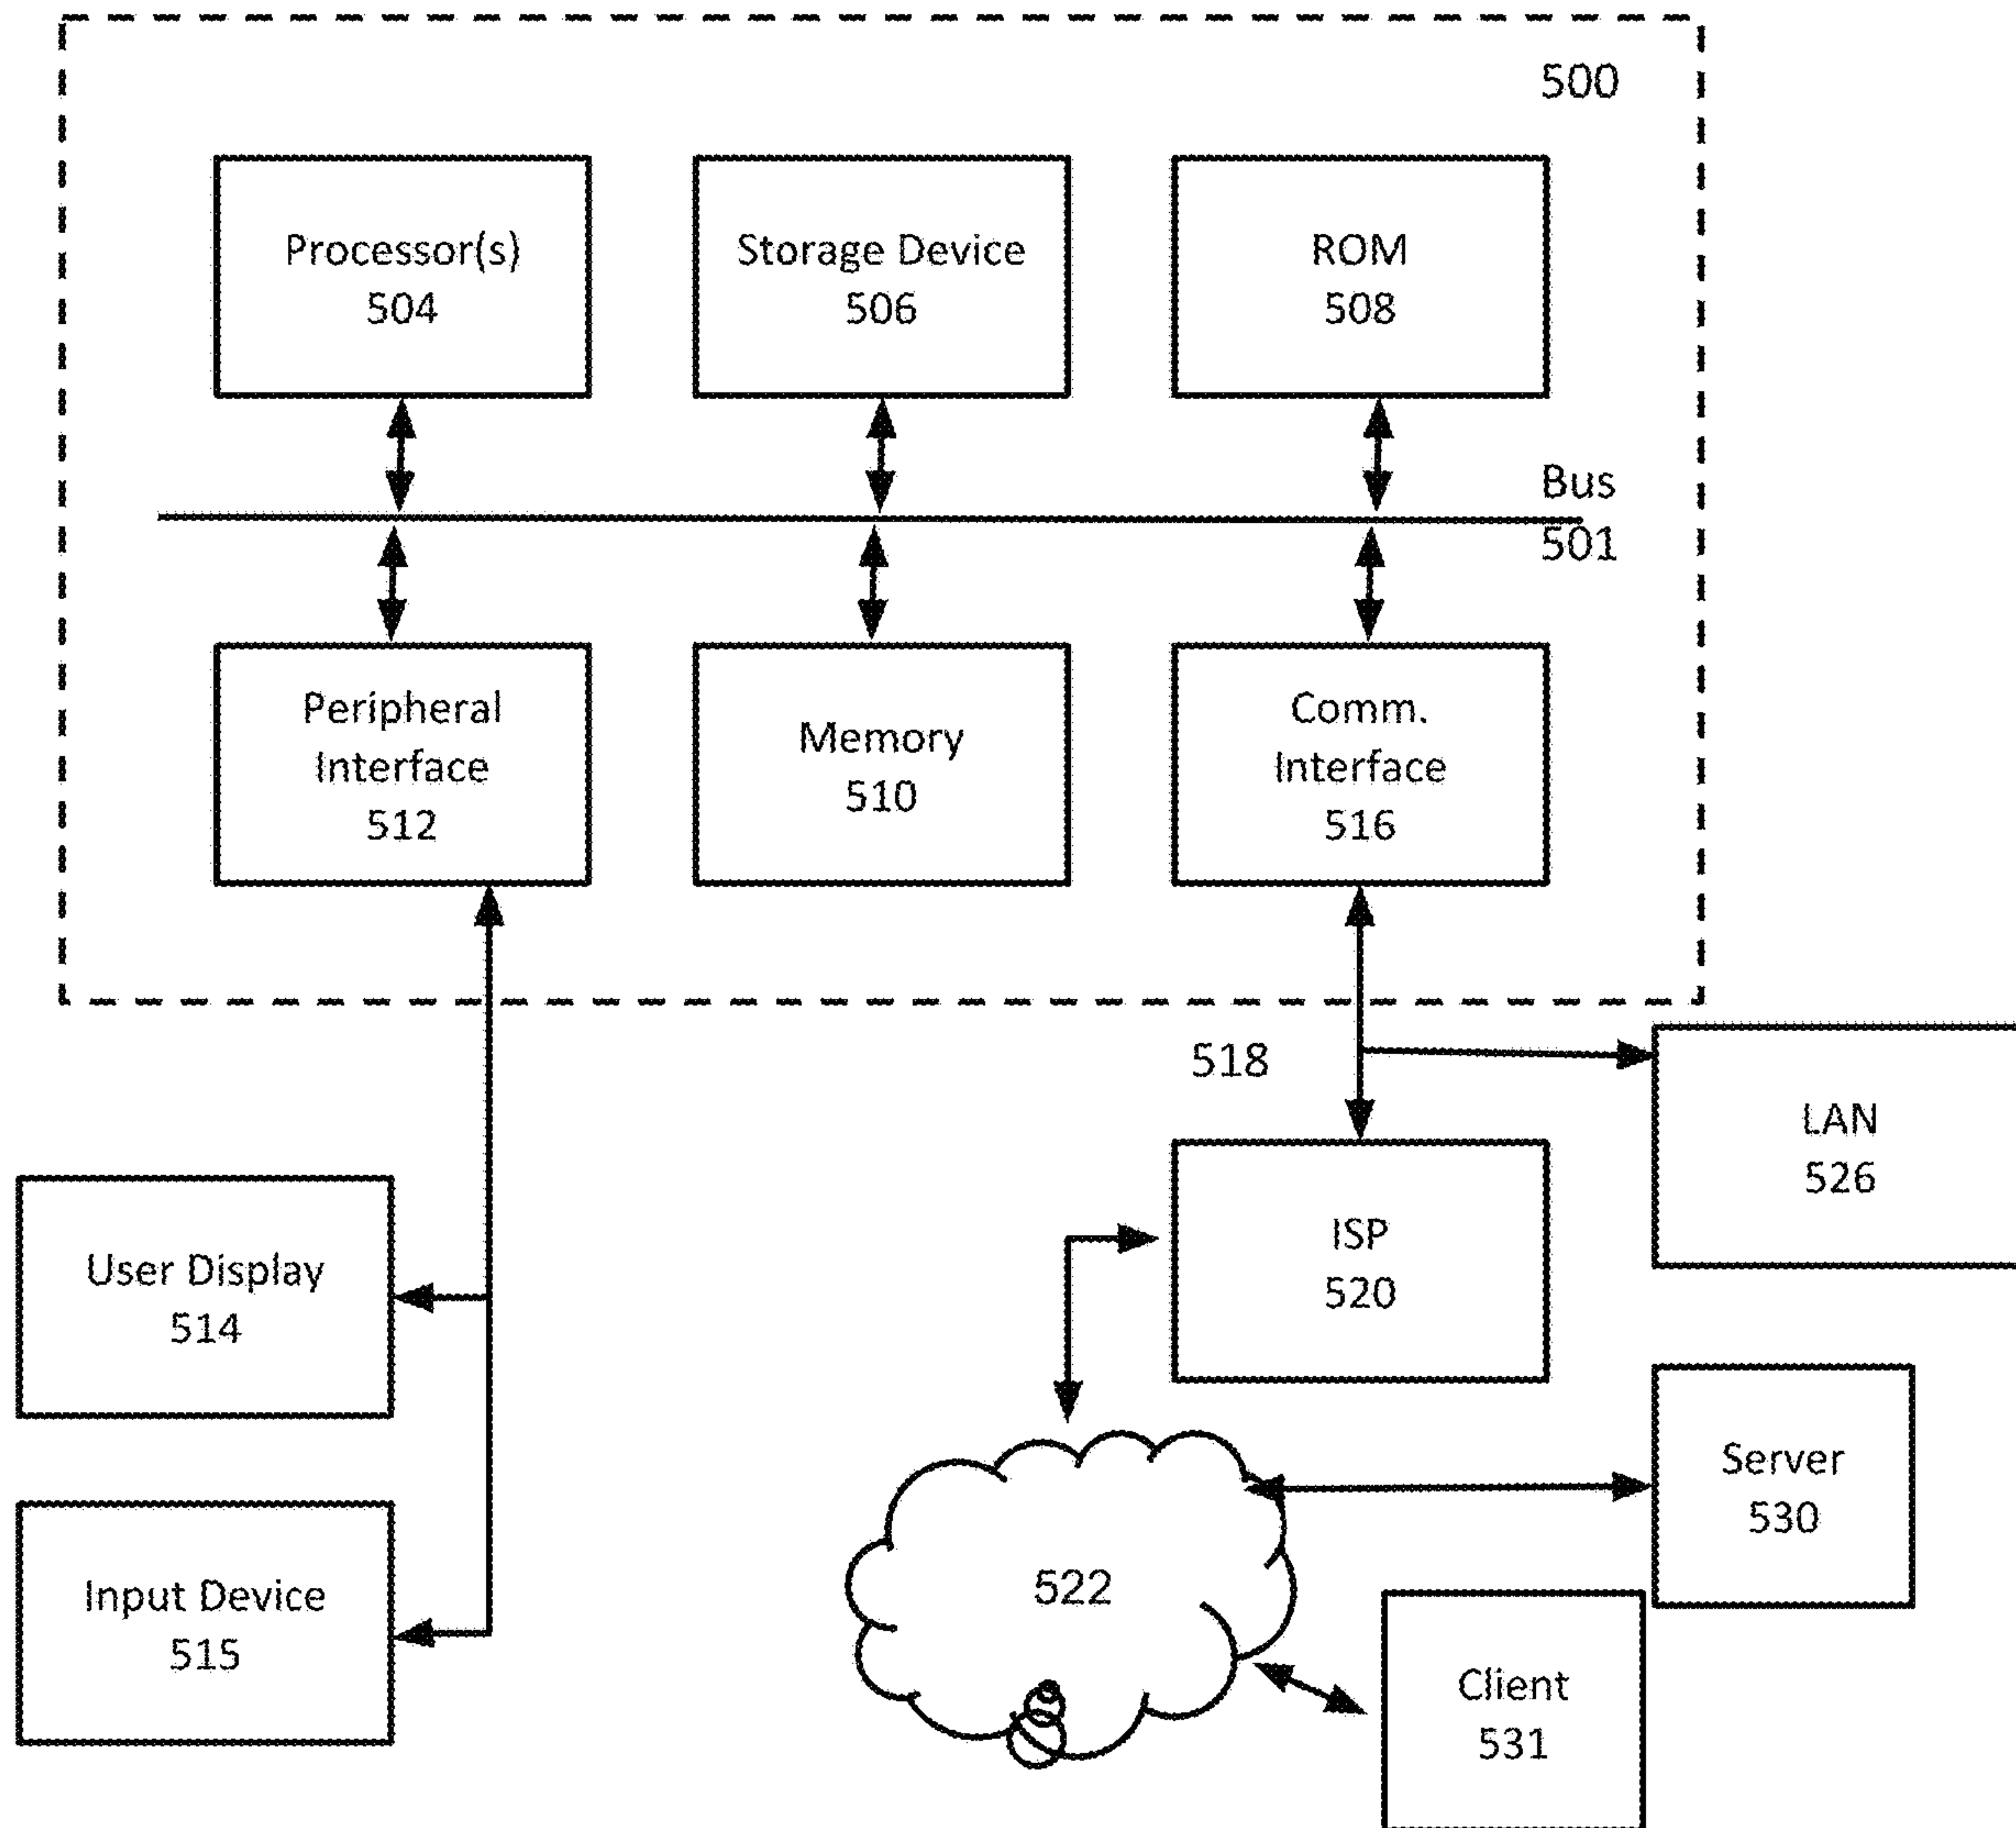 500
Processor(s)
504
Storage Device
506
ROM
508
Bus
501
Peripheral
Interface
512
Memory
510
Comm.
Interface
516
518
LAN
526
User Display
514
ISP
520
Server
530
Input Device
515
522
Client
531